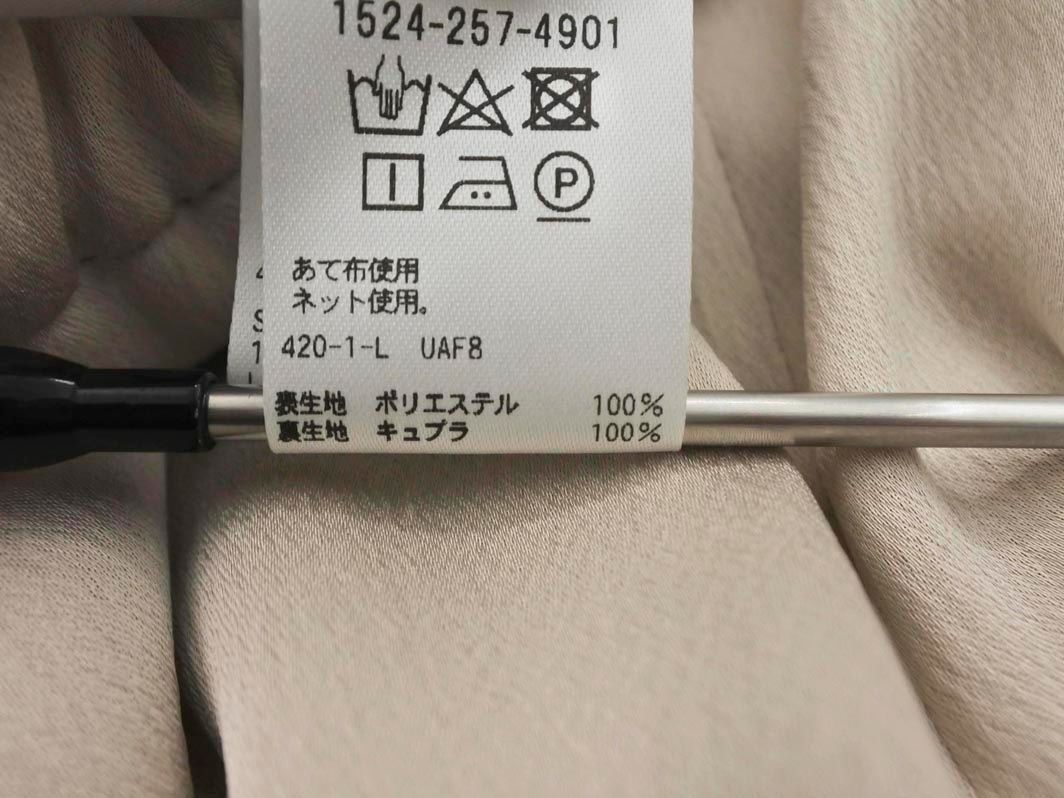 1524-257-4901
P
あて布使用
ネット使用。
420-1-L UAF8
表生地 ポリエステル 100%
裏生地 キュプラ 100%